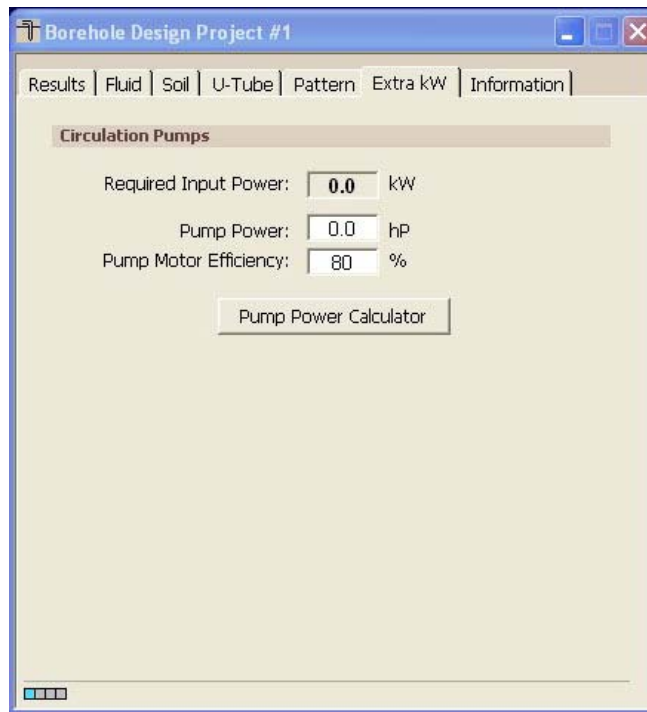 Borehole Design Project #1
Results Fluid Soil U-Tube Pattern Extra kW Information
Circulation Pumps
Required Input Power: 0.0 kW
Pump Power: 0.0 hP
Pump Motor Efficiency: 80 %
Pump Power Calculator